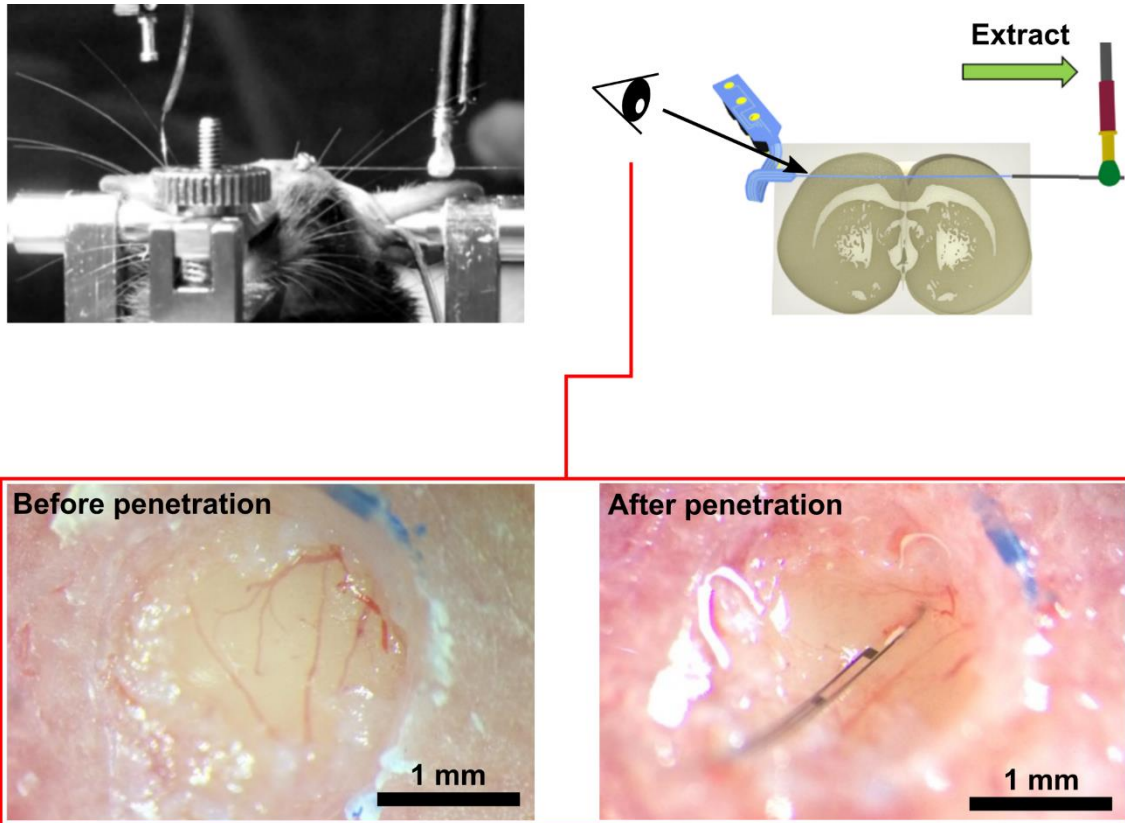 Extract
Before penetration
After penetration
1 mm
1 mm